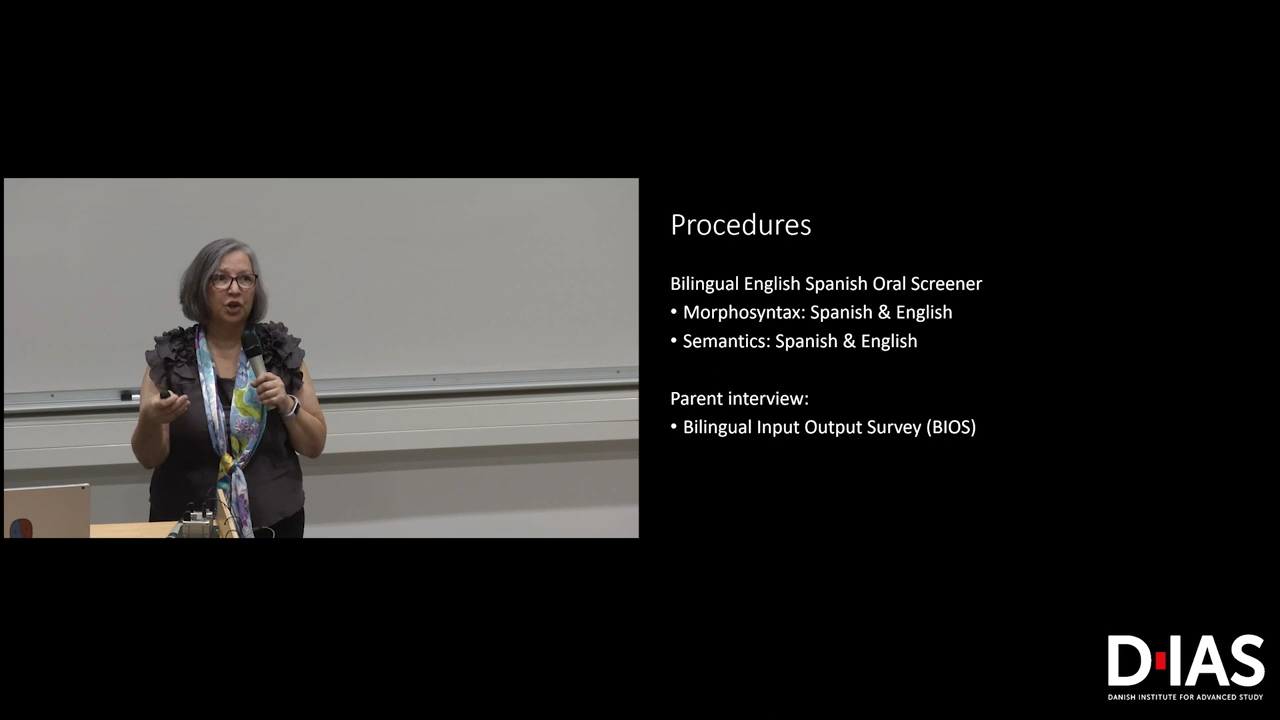 Procedures
Bilingual English Spanish Oral Screener
• Morphosyntax: Spanish & English
• Semantics: Spanish & English
Parent interview:
• Bilingual Input Output Survey (BIOS)
D·IAS
DANISH INSTITUTE FOR ADVANCED STUDY